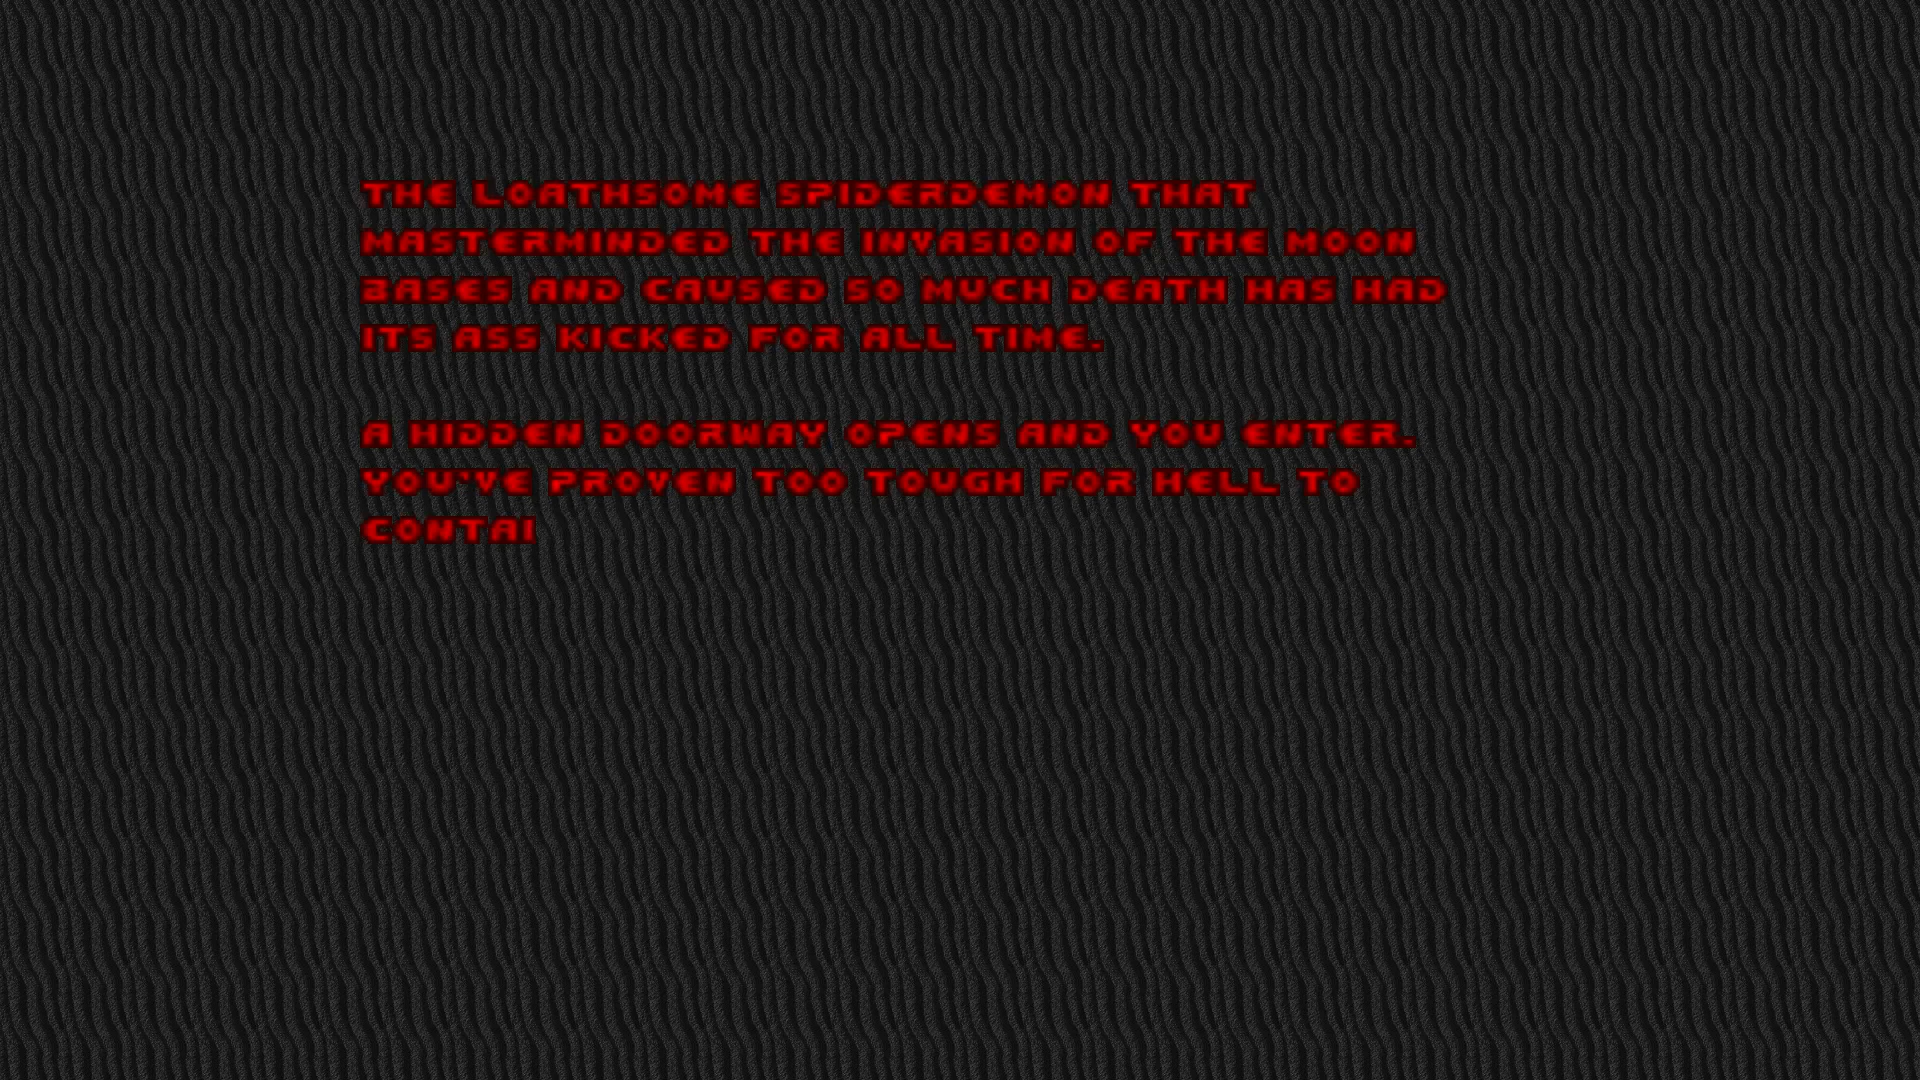 THE LOATHSOME SPIDERDEMON THAT
MASTERMINDED THE INVASION OF THE MOON
BASES AND CAUSED SO MUCH DEATH HAS HAD
ITS ASS KICKED FOR ALL TIME.
A HIDDEN DOORWAY OPENS AND YOU ENTER.
YOU'VE PROVEN TOO TOUGH FOR HELL TO
CONTAI